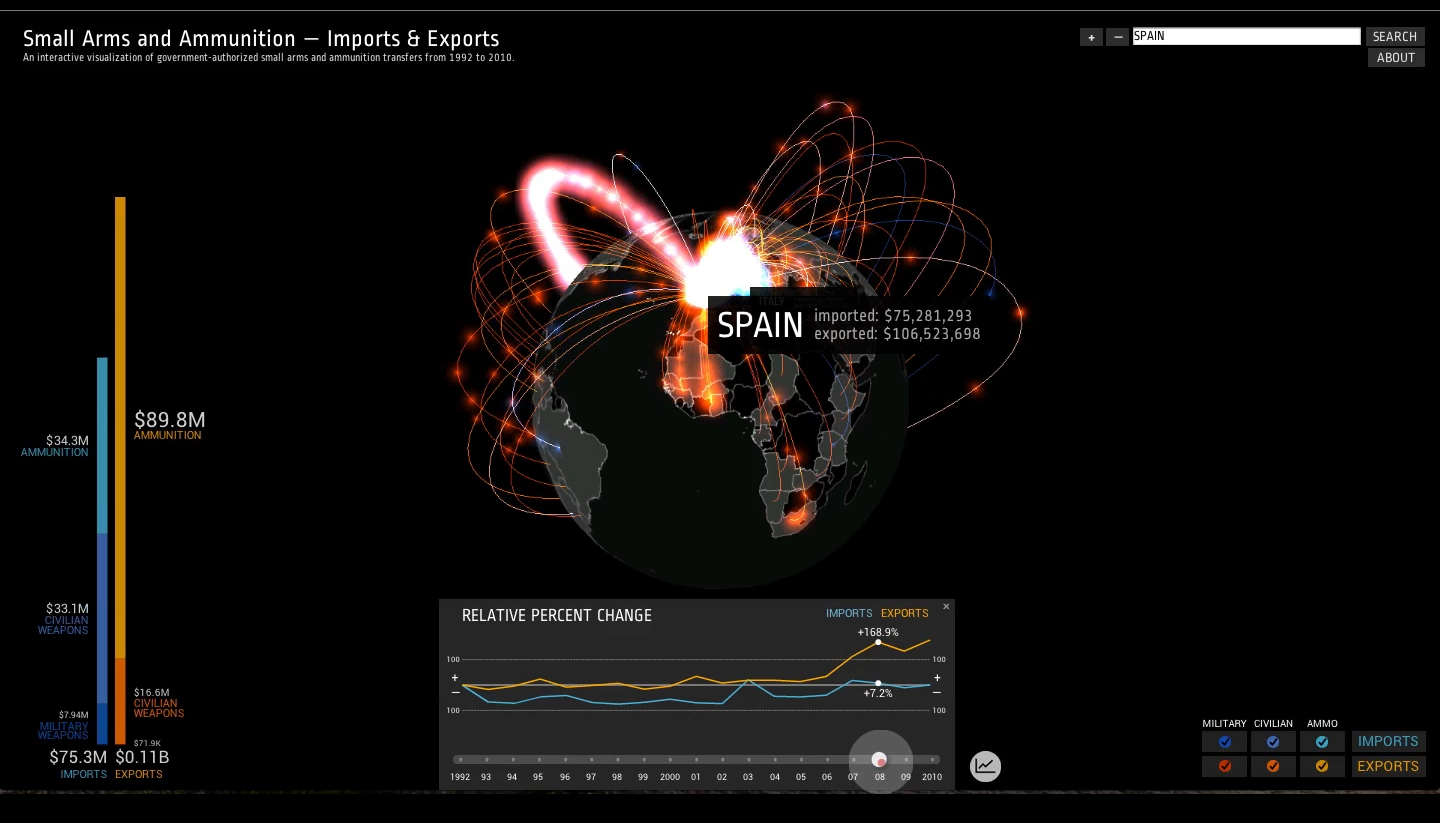 Small Arms and Ammunition — Imports & Exports
An interactive visualization of government-authorized small arms and ammunition transfers from 1992 to 2010.
+ — SPAIN SEARCH
ABOUT
ITALY
SPAIN imported: $75,281,293
exported: $106,523,698
$89.8M
AMMUNITION
$34.3M
AMMUNITION
$33.1M
CIVILIAN
WEAPONS
$16.6M
CIVILIAN
WEAPONS
$7.94M
MILITARY
WEAPONS
$71.9K
$75.3M $0.11B
IMPORTS EXPORTS
RELATIVE PERCENT CHANGE IMPORTS EXPORTS ×
+168.9%
100 100
+ +
— —
+7.2%
100 100
1992 93 94 95 96 97 98 99 2000 01 02 03 04 05 06 07 08 09 2010
MILITARY CIVILIAN AMMO
IMPORTS
EXPORTS